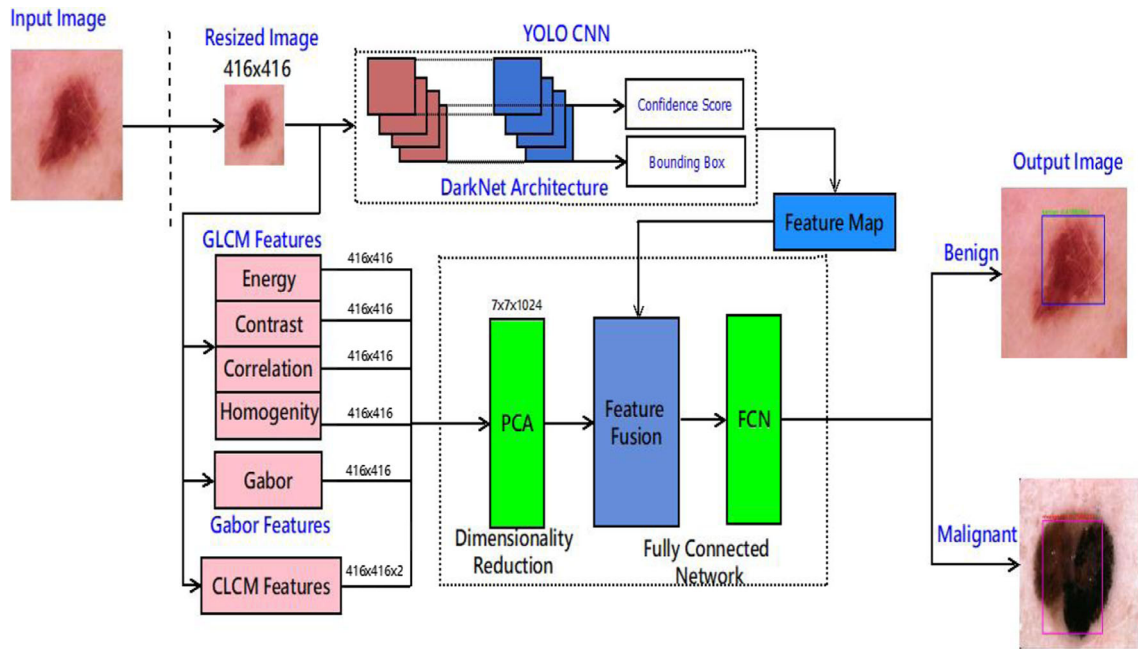 Input Image
Resized Image
416x416
YOLO CNN
Confidence Score
Bounding Box
DarkNet Architecture
Feature Map
Output Image
GLCM Features
Energy
416x416
Contrast
416x416
Correlation
416x416
Homogenity
416x416
Gabor
416x416
Gabor Features
CLCM Features
416x416x2
7x7x1024
PCA
Dimensionality
Reduction
Feature
Fusion
FCN
Fully Connected
Network
Benign
Malignant